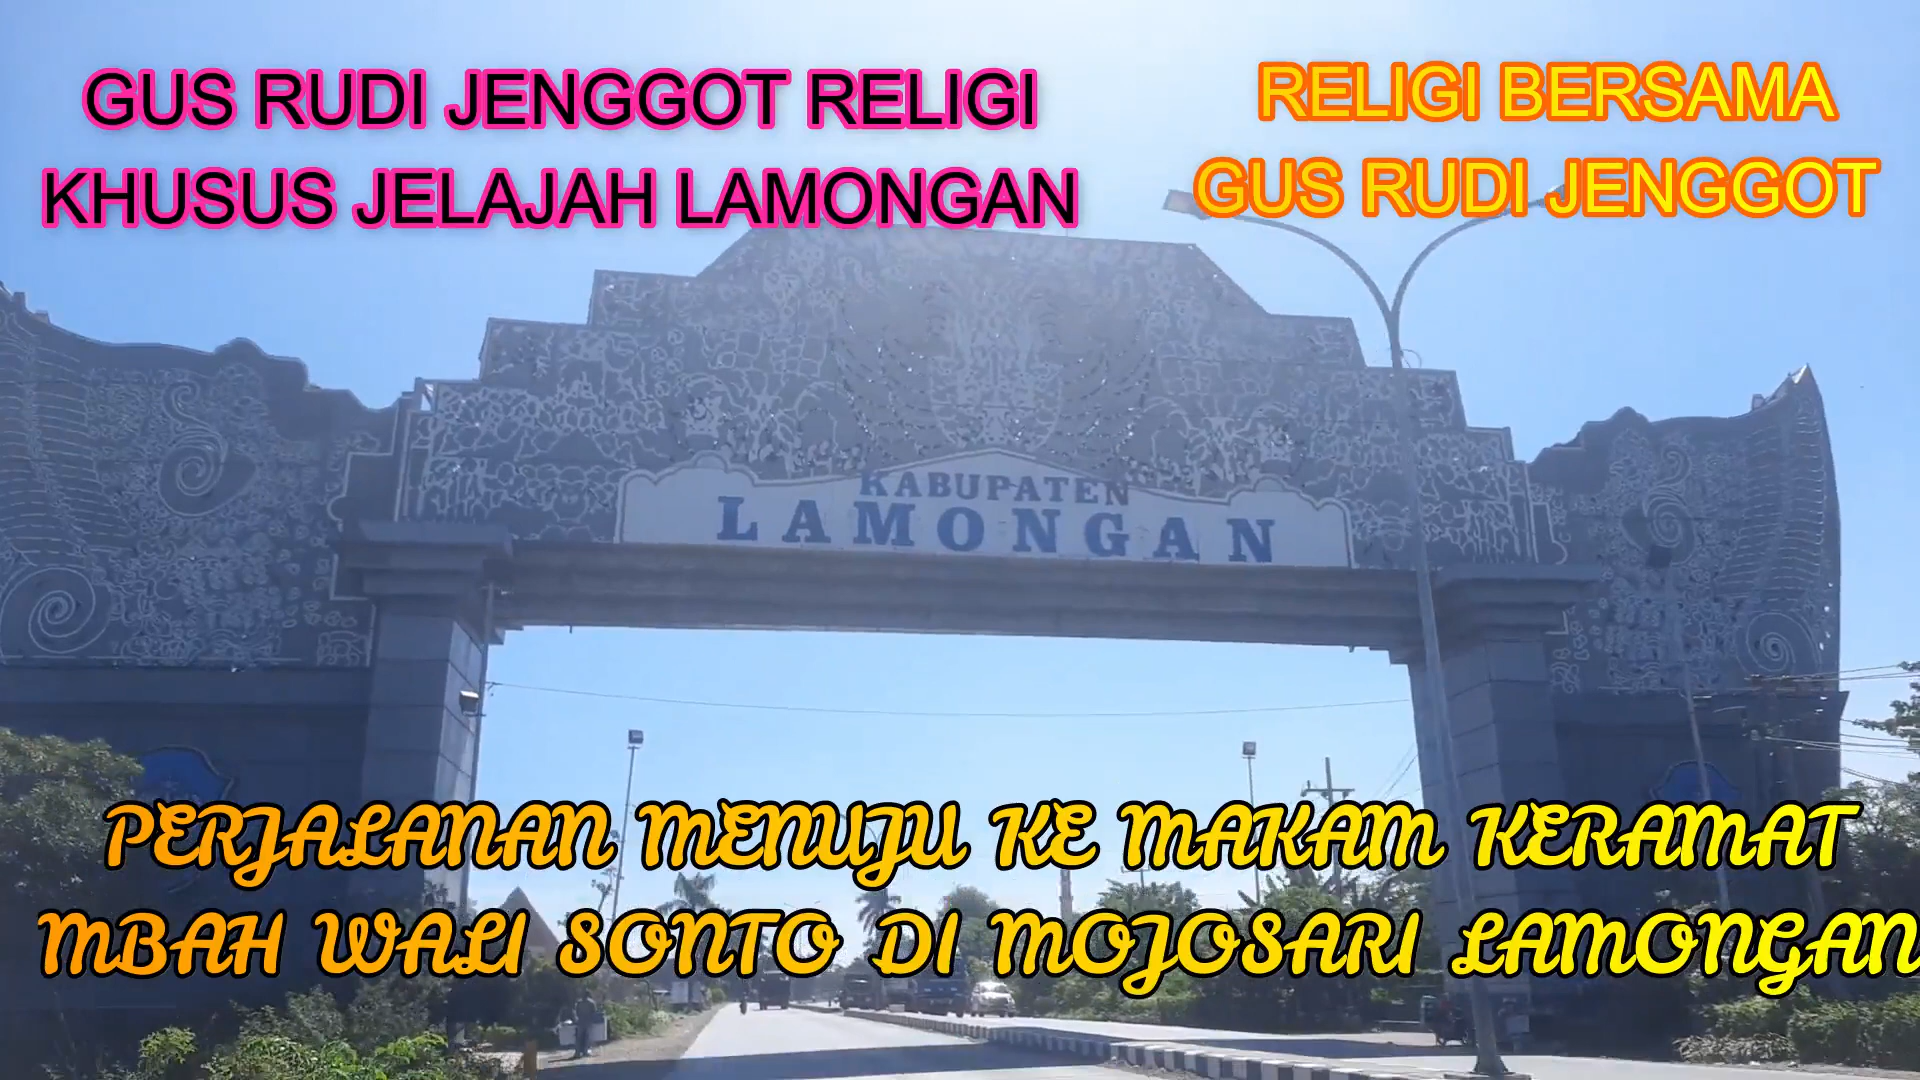 GUS RUDI JENGGOT RELIGI
KHUSUS JELAJAH LAMONGAN
RELIGI BERSAMA
GUS RUDI JENGGOT
KABUPATEN
LAMONGAN
PERJALANAN MENUJU KE MAKAM KERAMAT
MBAH WALI SONTO DI MOJOSARI LAMONGAN